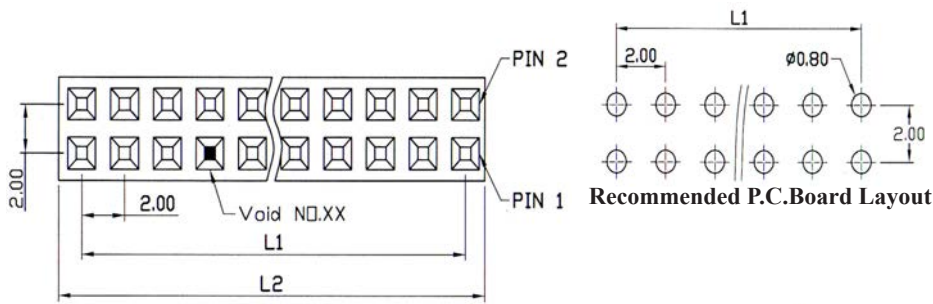 PIN 2
PIN 1
2.00
2.00
Void NO.XX
L1
L2
L1
2.00
ø0.80
2.00
Recommended P.C.Board Layout